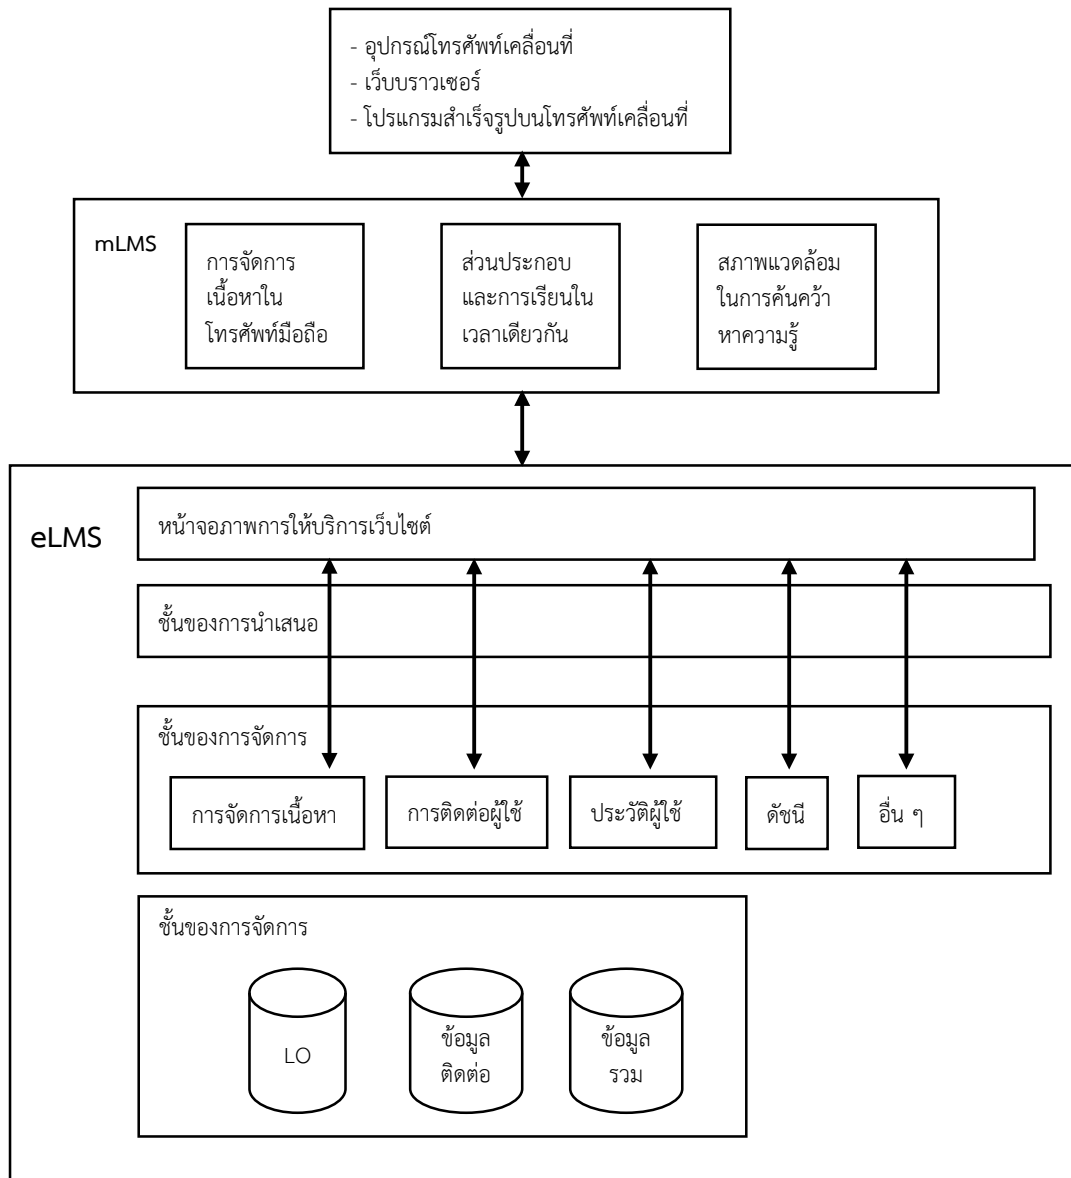 - อุปกรณ์โทรศัพท์เคลื่อนที่
- เว็บบราวเซอร์
- โปรแกรมสำเร็จรูปบนโทรศัพท์เคลื่อนที่
mLMS
การจัดการ
เนื้อหาใน
โทรศัพท์มือถือ
ส่วนประกอบ
และการเรียนใน
เวลาเดียวกัน
สภาพแวดล้อม
ในการค้นคว้า
หาความรู้
eLMS
หน้าจอภาพการให้บริการเว็บไซต์
ชั้นของการนำเสนอ
ชั้นของการจัดการ
การจัดการเนื้อหา
การติดต่อผู้ใช้
ประวัติผู้ใช้
ดัชนี
อื่น ๆ
ชั้นของการจัดการ
LO
ข้อมูล
ติดต่อ
ข้อมูล
รวม